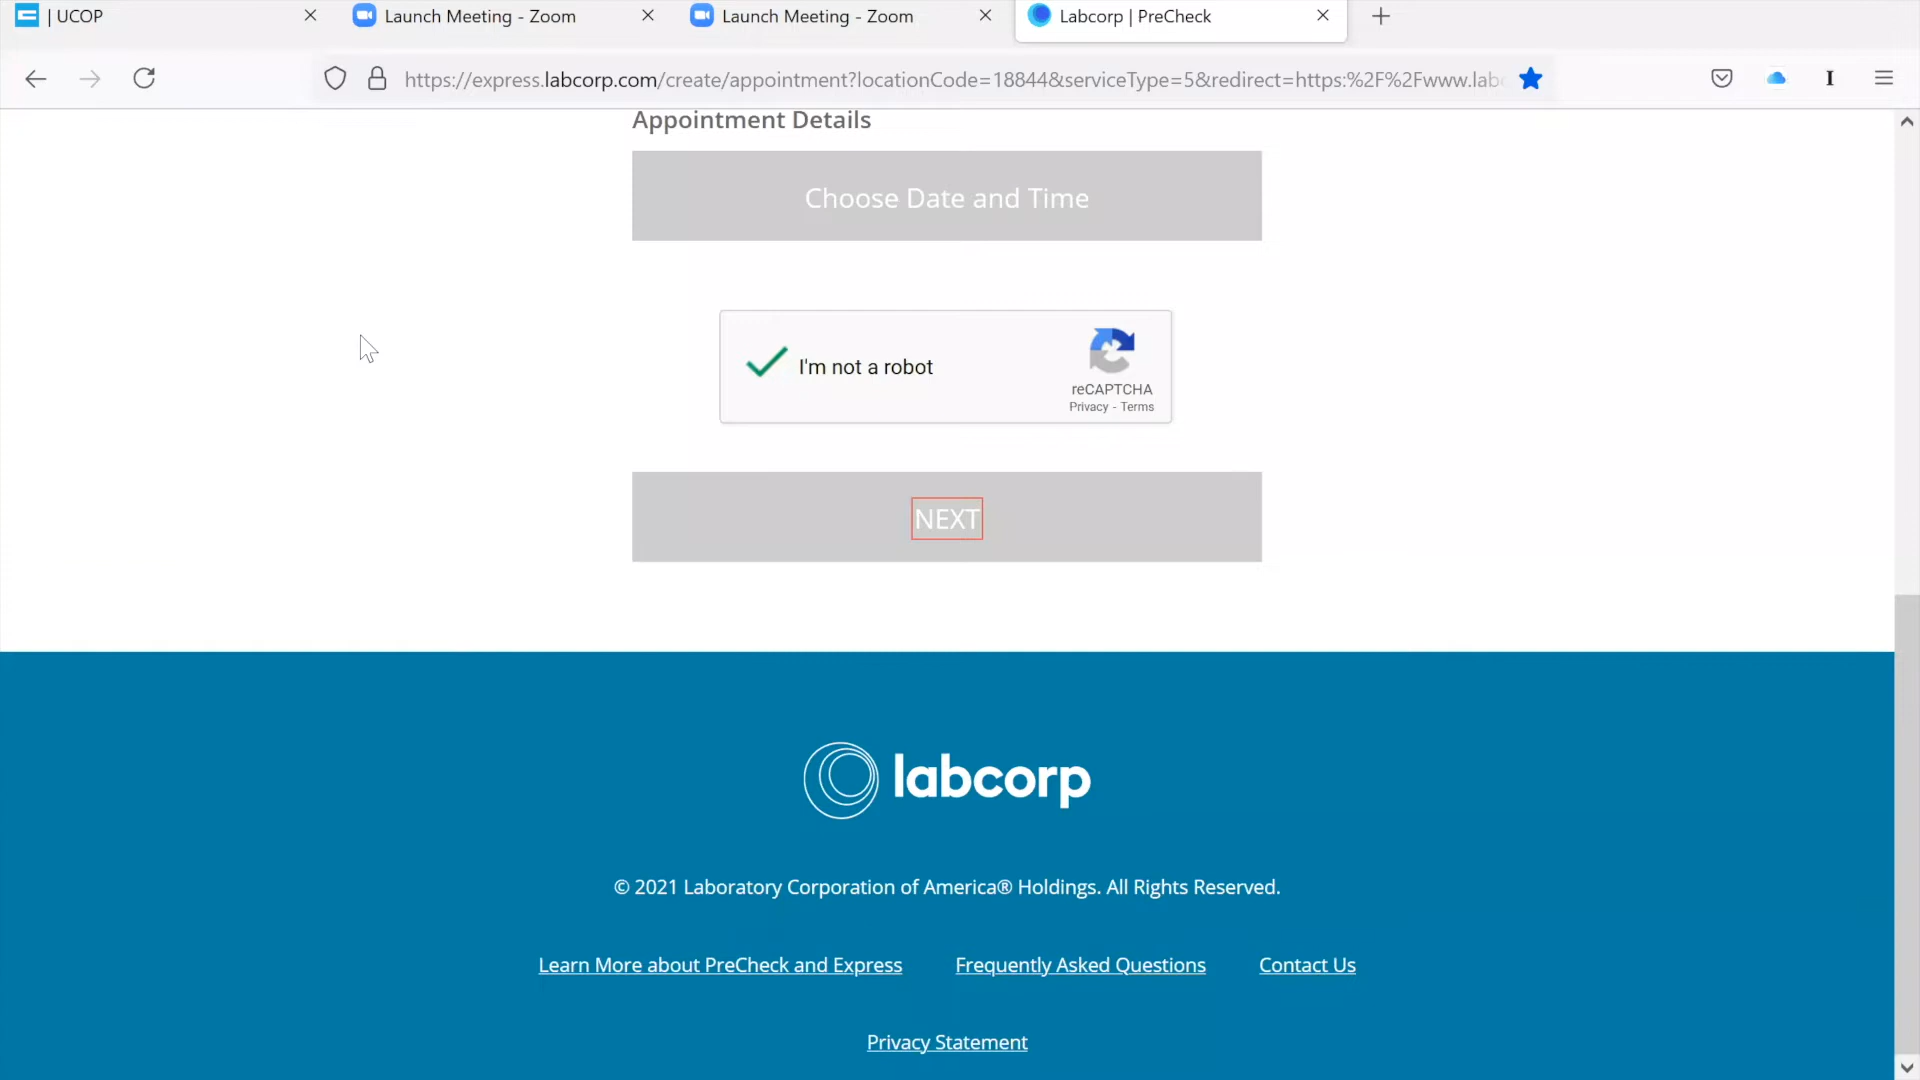 | UCOP
Launch Meeting - Zoom
Launch Meeting - Zoom
Labcorp | PreCheck
https://express.labcorp.com/create/appointment?locationCode=18844&serviceType=5&redirect=https:%2F%2Fwww.labc
Appointment Details
Choose Date and Time
I'm not a robot
reCAPTCHA
Privacy - Terms
NEXT
labcorp
© 2021 Laboratory Corporation of America® Holdings. All Rights Reserved.
Learn More about PreCheck and Express
Frequently Asked Questions
Contact Us
Privacy Statement